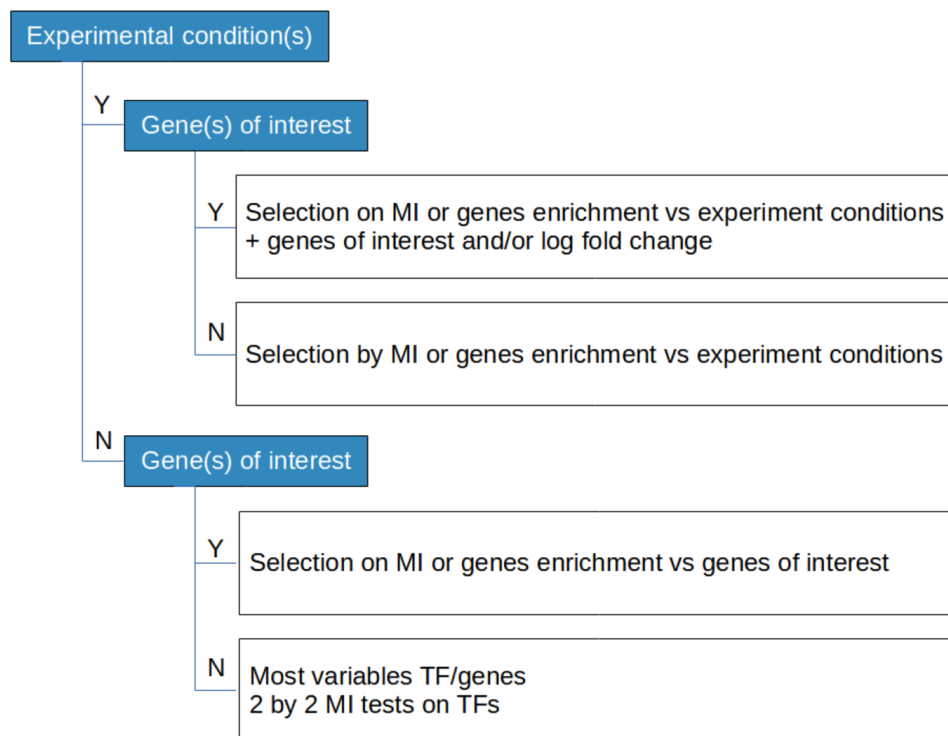 Experimental condition(s)
Y
Gene(s) of interest
Y
Selection on MI or genes enrichment vs experiment conditions
+ genes of interest and/or log fold change
N
Selection by MI or genes enrichment vs experiment conditions
N
Gene(s) of interest
Y
Selection on MI or genes enrichment vs genes of interest
N
Most variables TF/genes
2 by 2 MI tests on TFs